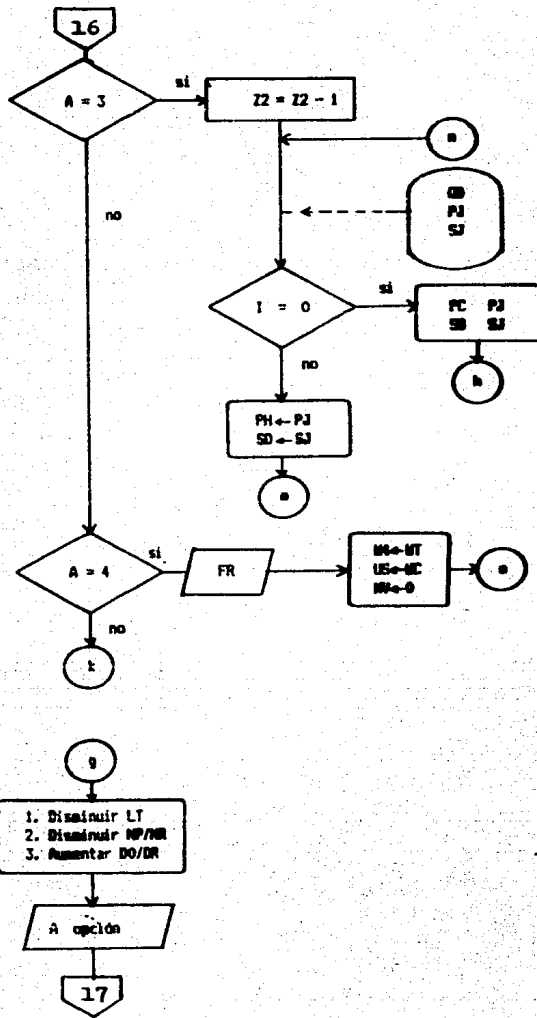 16
A = 3
si
Z2 = Z2 - 1
no
PJ
SJ
I = 0
si
PC PJ
SJ
h
no
PH←PJ
SD←SJ
A = 4
si
FR
no
g
1. Disminuir LT
2. Disminuir NP/NR
3. Aumentar DO/DR
A opción
17